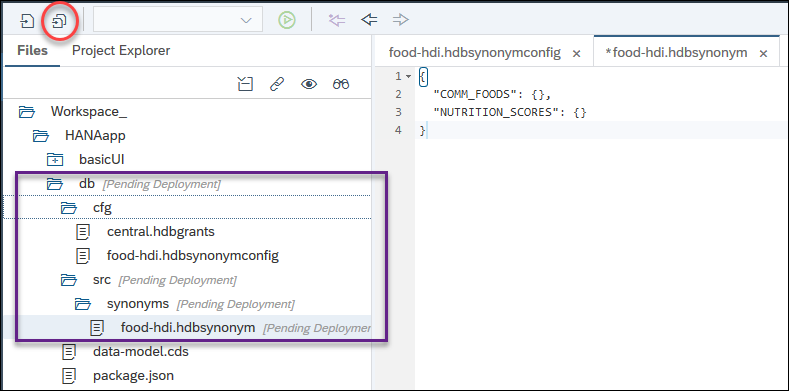 Files
Project Explorer
Workspace_
HANAapp
basicUI
db [Pending Deployment]
cfg
central.hdbgrants
food-hdi.hdbsynonymconfig
src [Pending Deployment]
synonyms [Pending Deployment]
food-hdi.hdbsynonym [Pending Deploymen
data-model.cds
package.json
food-hdi.hdbsynonymconfig ×
*food-hdi.hdbsynonym ×
1 {
2 "COMM_FOODS": {},
3 "NUTRITION_SCORES": {}
4 }